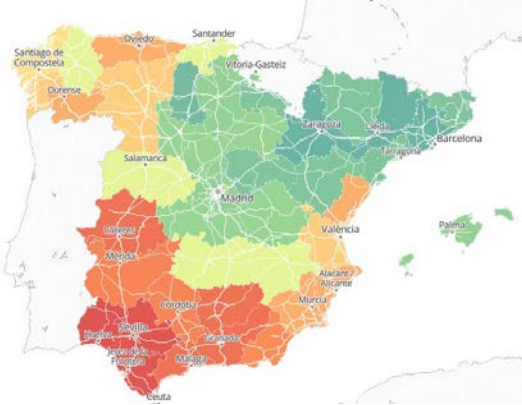 Oviedo
Santander
Santiago de
Compostela
Vitoria-Gasteiz
Ourense
Zaragoza
Lleida
Barcelona
Tarragona
Salamanca
Madrid
Palma
Cáceres
València
Mérida
Alacant /
Alicante
Murcia
Córdoba
Huelva
Sevilla
Granada
Jerez de la
Frontera
Málaga
Ceuta